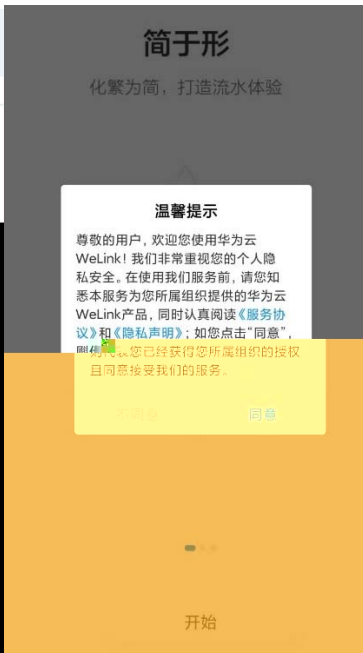 简于形
化繁为简，打造流水体验
温馨提示
尊敬的用户，欢迎您使用华为云
WeLink！我们非常重视您的个人隐
私安全。在使用我们服务前，请您知
悉本服务为您所属组织提供的华为云
WeLink产品，同时认真阅读《服务协
议》和《隐私声明》；如您点击“同意”，
则代表您已经获得您所属组织的授权
且同意接受我们的服务。
不同意 同意
开始